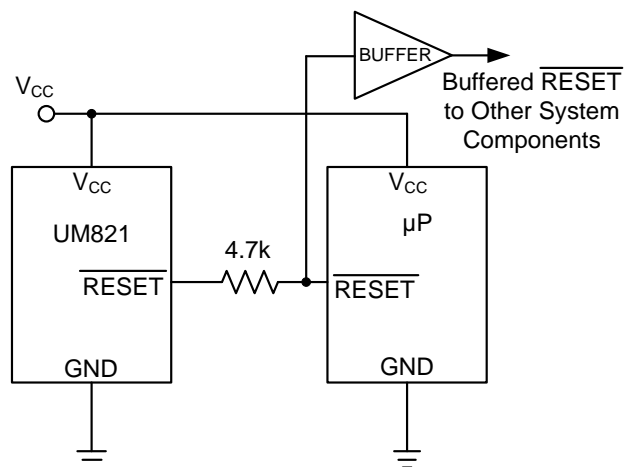 BUFFER
Buffered RESET
to Other System
Components
VCC
VCC
UM821
RESET
GND
4.7k
VCC
µP
RESET
GND